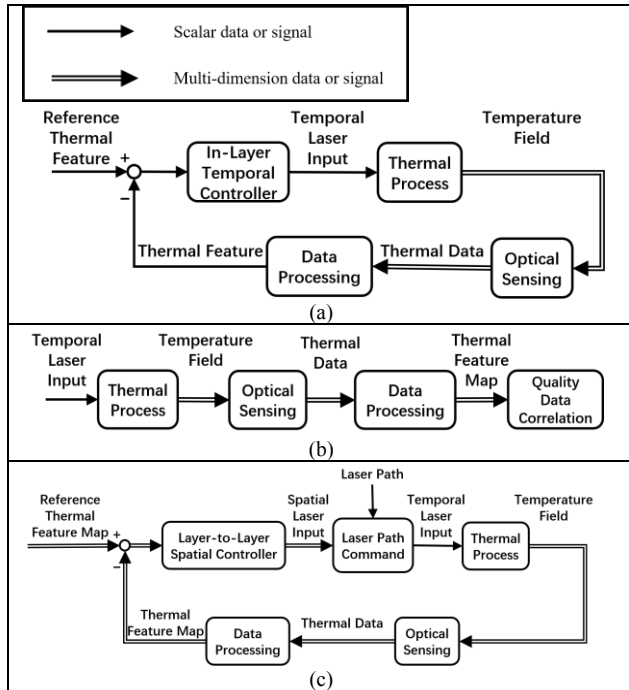 Scalar data or signal
Multi-dimension data or signal
Reference
Thermal
Feature
+
−
In-Layer
Temporal
Controller
Temporal
Laser
Input
Thermal
Process
Temperature
Field
Thermal Feature
Data
Processing
Thermal Data
Optical
Sensing
(a)
Temporal
Laser
Input
Thermal
Process
Temperature
Field
Optical
Sensing
Thermal
Data
Data
Processing
Thermal
Feature
Map
Quality
Data
Correlation
(b)
Laser Path
Reference
Thermal
Feature Map
+
−
Layer-to-Layer
Spatial Controller
Spatial
Laser
Input
Laser Path
Command
Temporal
Laser Input
Thermal
Process
Temperature
Field
Thermal
Feature Map
Data
Processing
Thermal Data
Optical
Sensing
(c)